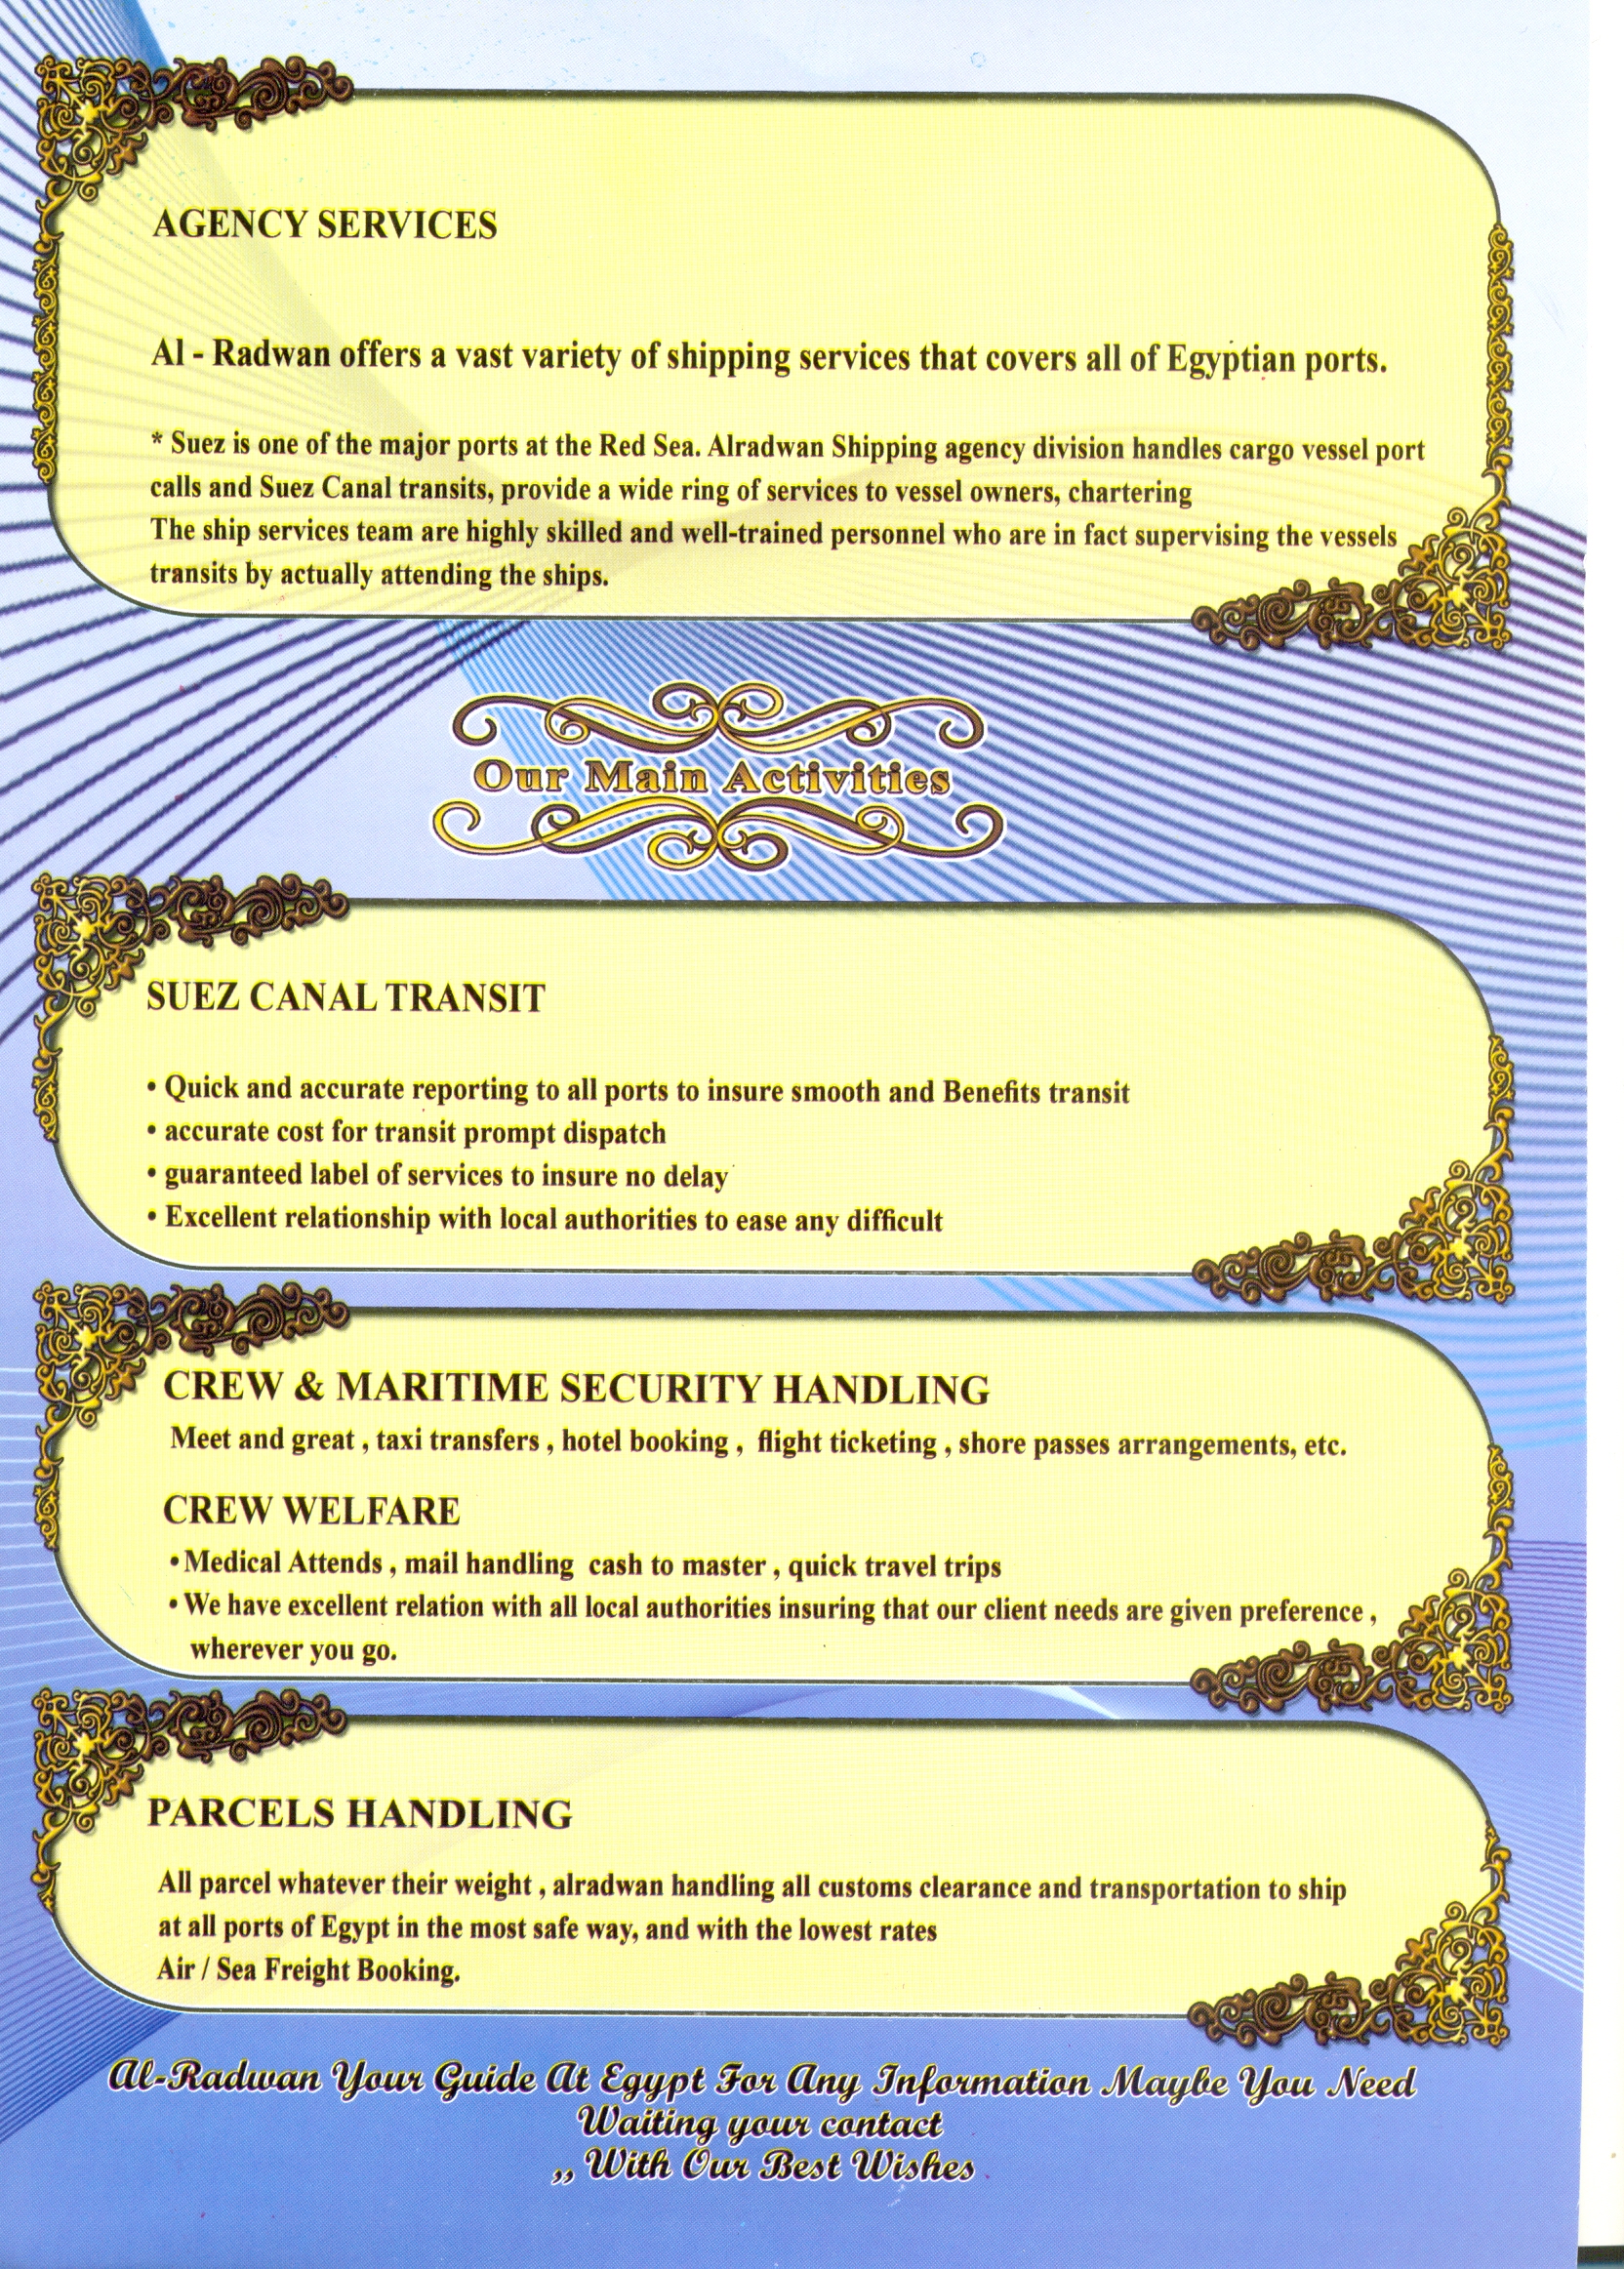 AGENCY SERVICES
Al - Radwan offers a vast variety of shipping services that covers all of Egyptian ports.
* Suez is one of the major ports at the Red Sea. Alradwan Shipping agency division handles cargo vessel port
calls and Suez Canal transits, provide a wide ring of services to vessel owners, chartering
The ship services team are highly skilled and well-trained personnel who are in fact supervising the vessels
transits by actually attending the ships.
Our Main Activities
SUEZ CANAL TRANSIT
• Quick and accurate reporting to all ports to insure smooth and Benefits transit
• accurate cost for transit prompt dispatch
• guaranteed label of services to insure no delay
• Excellent relationship with local authorities to ease any difficult
CREW & MARITIME SECURITY HANDLING
Meet and great , taxi transfers , hotel booking , flight ticketing , shore passes arrangements, etc.
CREW WELFARE
• Medical Attends , mail handling cash to master , quick travel trips
• We have excellent relation with all local authorities insuring that our client needs are given preference ,
wherever you go.
PARCELS HANDLING
All parcel whatever their weight , alradwan handling all customs clearance and transportation to ship
at all ports of Egypt in the most safe way, and with the lowest rates
Air / Sea Freight Booking.
Al-Radwan Your Guide At Egypt For Any Information Maybe You Need
Waiting your contact
,, With Our Best Wishes